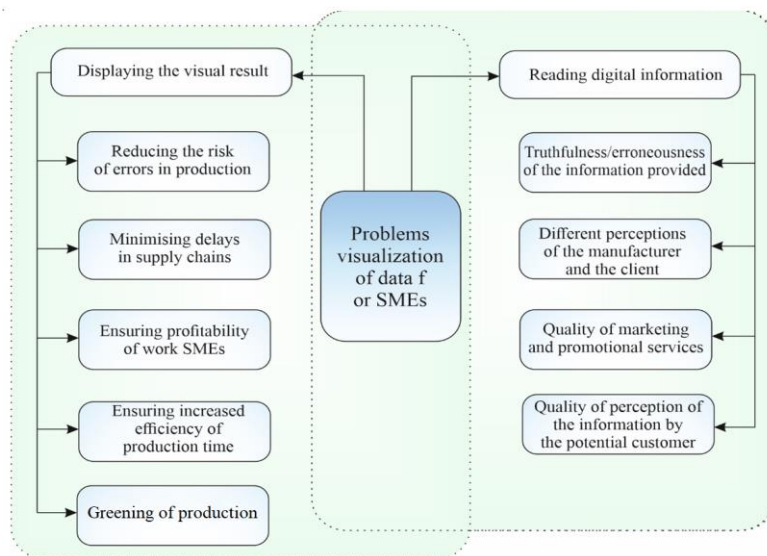 Displaying the visual result
Reading digital information
Reducing the risk
of errors in production
Minimising delays
in supply chains
Ensuring profitability
of work SMEs
Ensuring increased
efficiency of
production time
Greening of production
Problems
visualization
of data f
or SMEs
Truthfulness/erroneousness
of the information provided
Different perceptions
of the manufacturer
and the client
Quality of marketing
and promotional services
Quality of perception of
the information by
the potential customer